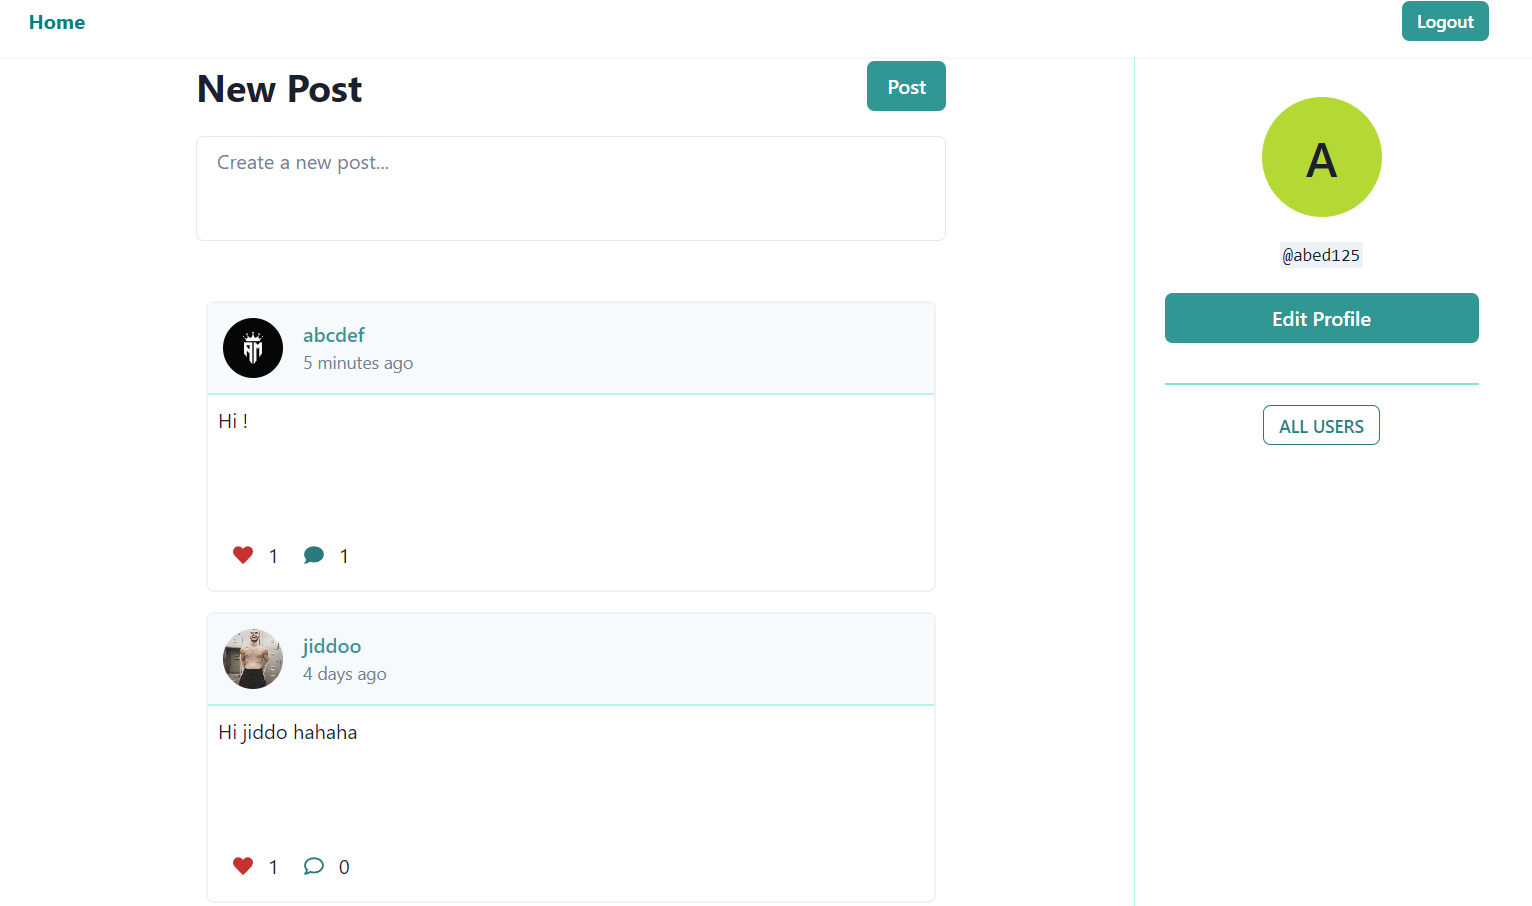 Home
Logout
New Post
Post
Create a new post...
abcdef
5 minutes ago
Hi !
1
1
jiddoo
4 days ago
Hi jiddo hahaha
1
0
A
@abed125
Edit Profile
ALL USERS